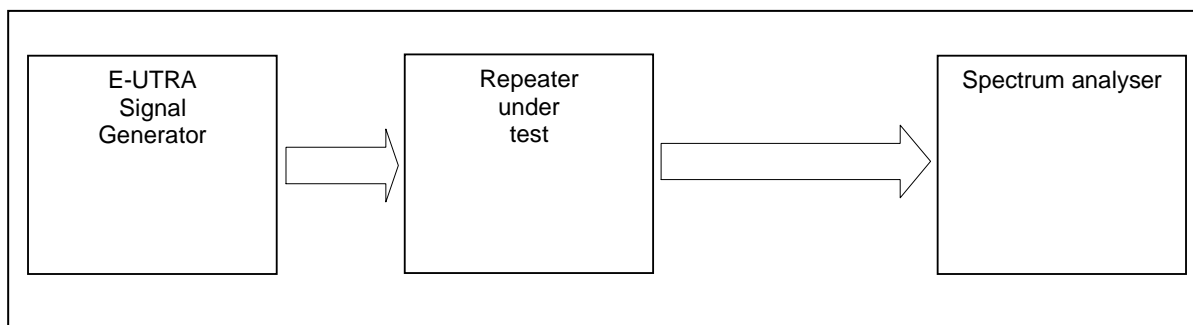 E-UTRA
Signal
Generator
Repeater
under
test
Spectrum analyser